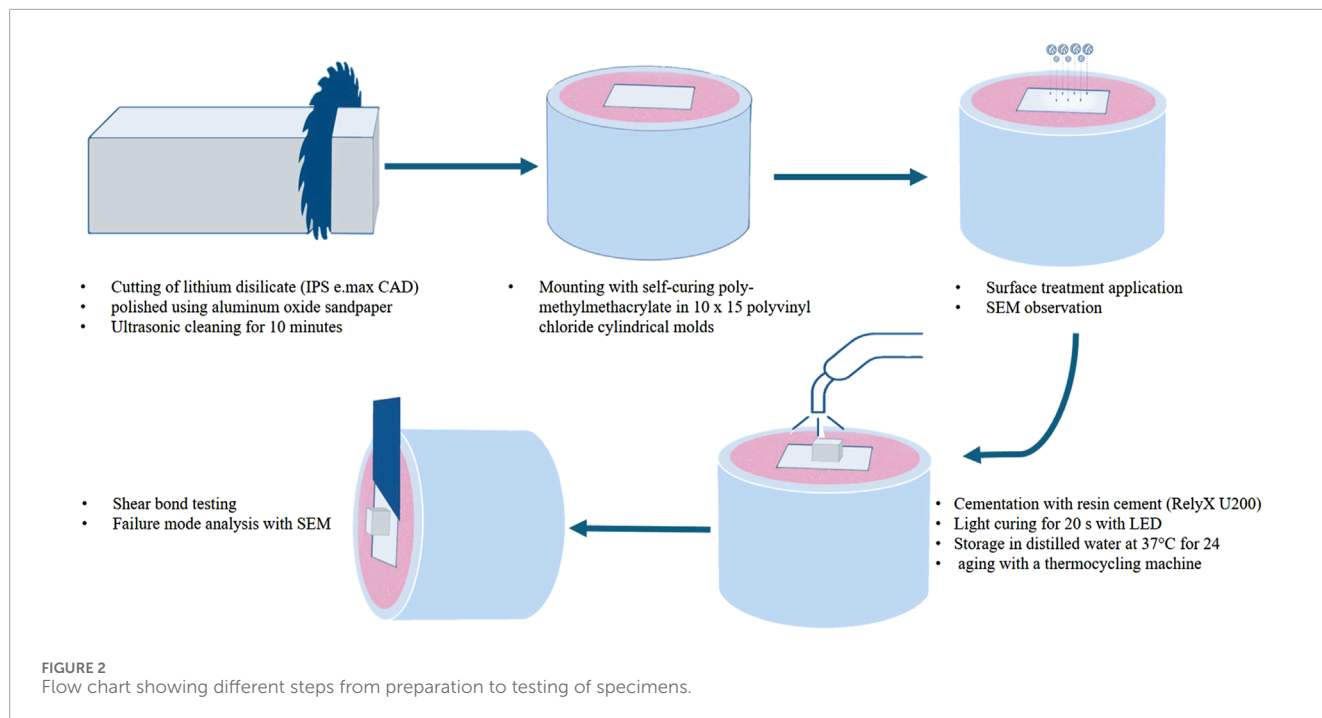 • Cutting of lithium disilicate (IPS e.max CAD)
• polished using aluminum oxide sandpaper
• Ultrasonic cleaning for 10 minutes
• Mounting with self-curing poly-
methylmethacrylate in 10 x 15 polyvinyl
chloride cylindrical molds
• Surface treatment application
• SEM observation
• Cementation with resin cement (RelyX U200)
• Light curing for 20 s with LED
• Storage in distilled water at 37°C for 24
• aging with a thermocycling machine
• Shear bond testing
• Failure mode analysis with SEM
FIGURE 2
Flow chart showing different steps from preparation to testing of specimens.